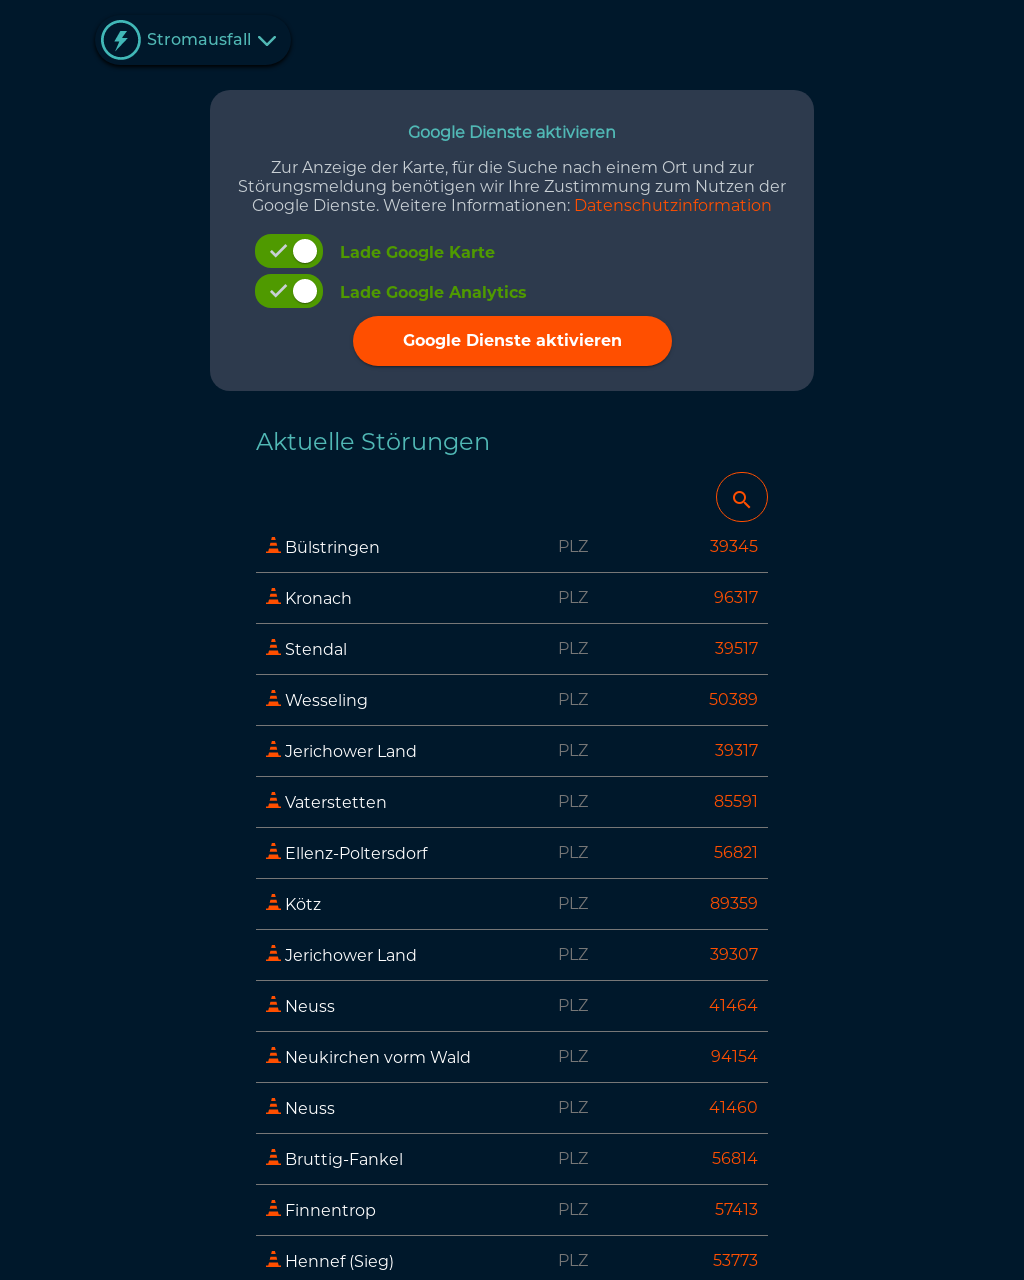 Stromausfall
Google Dienste aktivieren
Zur Anzeige der Karte, für die Suche nach einem Ort und zur
Störungsmeldung benötigen wir Ihre Zustimmung zum Nutzen der
Google Dienste. Weitere Informationen: Datenschutzinformation
Lade Google Karte
Lade Google Analytics
Google Dienste aktivieren
Aktuelle Störungen
Bülstringen PLZ 39345
Kronach PLZ 96317
Stendal PLZ 39517
Wesseling PLZ 50389
Jerichower Land PLZ 39317
Vaterstetten PLZ 85591
Ellenz-Poltersdorf PLZ 56821
Kötz PLZ 89359
Jerichower Land PLZ 39307
Neuss PLZ 41464
Neukirchen vorm Wald PLZ 94154
Neuss PLZ 41460
Bruttig-Fankel PLZ 56814
Finnentrop PLZ 57413
Hennef (Sieg) PLZ 53773